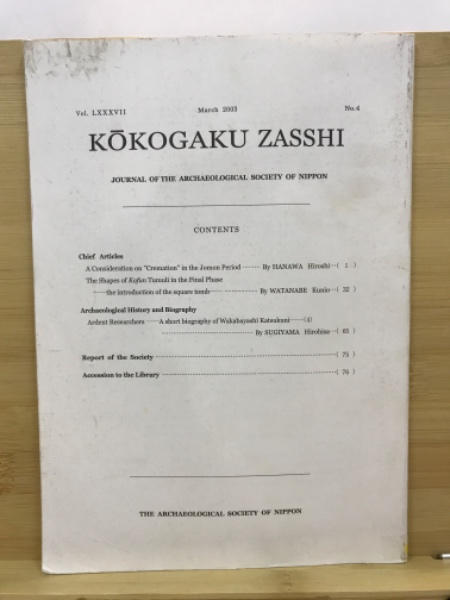 Vol. LXXXVII March 2003 No.4
KŌKOGAKU ZASSHI
JOURNAL OF THE ARCHAEOLOGICAL SOCIETY OF NIPPON
CONTENTS
Chief Articles
A Consideration on "Cremation" in the Jomon Period ······· By HANAWA Hiroshi ··( 1 )
The Shapes of Kofun Tumuli in the Final Phase
······the introduction of the square tomb······ ············ By WATANABE Kunio ··( 32 )
Archaeological History and Biography
Ardent Researchers ······A short biography of Wakabayashi Katsukuni······(4)
································ By SUGIYAMA Hirohisa ··( 65 )
Report of the Society ································································( 75 )
Accession to the Library ································································( 76 )
THE ARCHAEOLOGICAL SOCIETY OF NIPPON